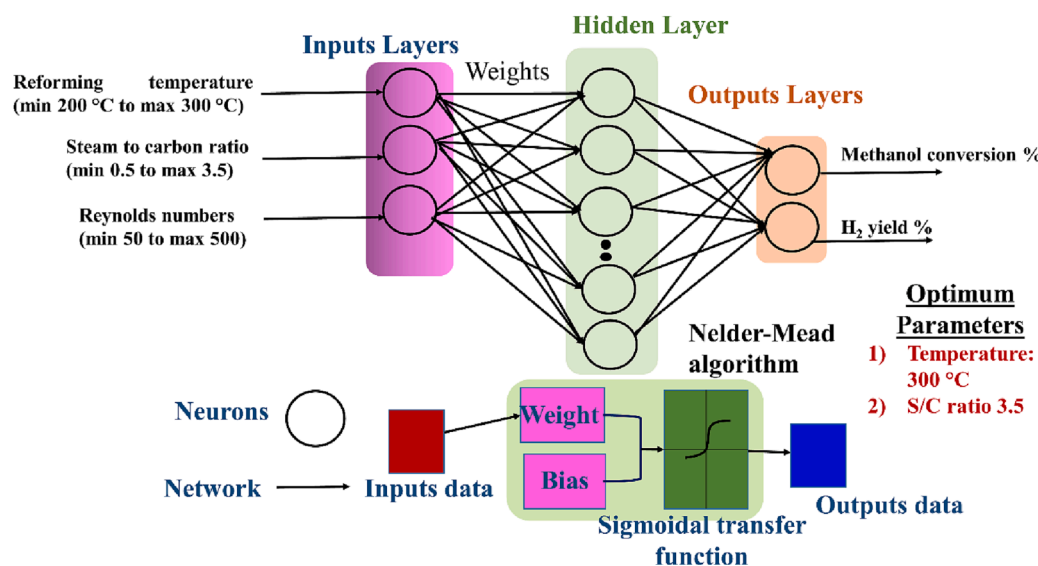 Hidden Layer
Inputs Layers
Weights
Outputs Layers
Reforming temperature
(min 200 °C to max 300 °C)
Steam to carbon ratio
(min 0.5 to max 3.5)
Reynolds numbers
(min 50 to max 500)
Methanol conversion %
H₂ yield %
Optimum
Parameters
1) Temperature:
300 °C
2) S/C ratio 3.5
Nelder-Mead
algorithm
Neurons
Network
Inputs data
Weight
Bias
Sigmoidal transfer
function
Outputs data